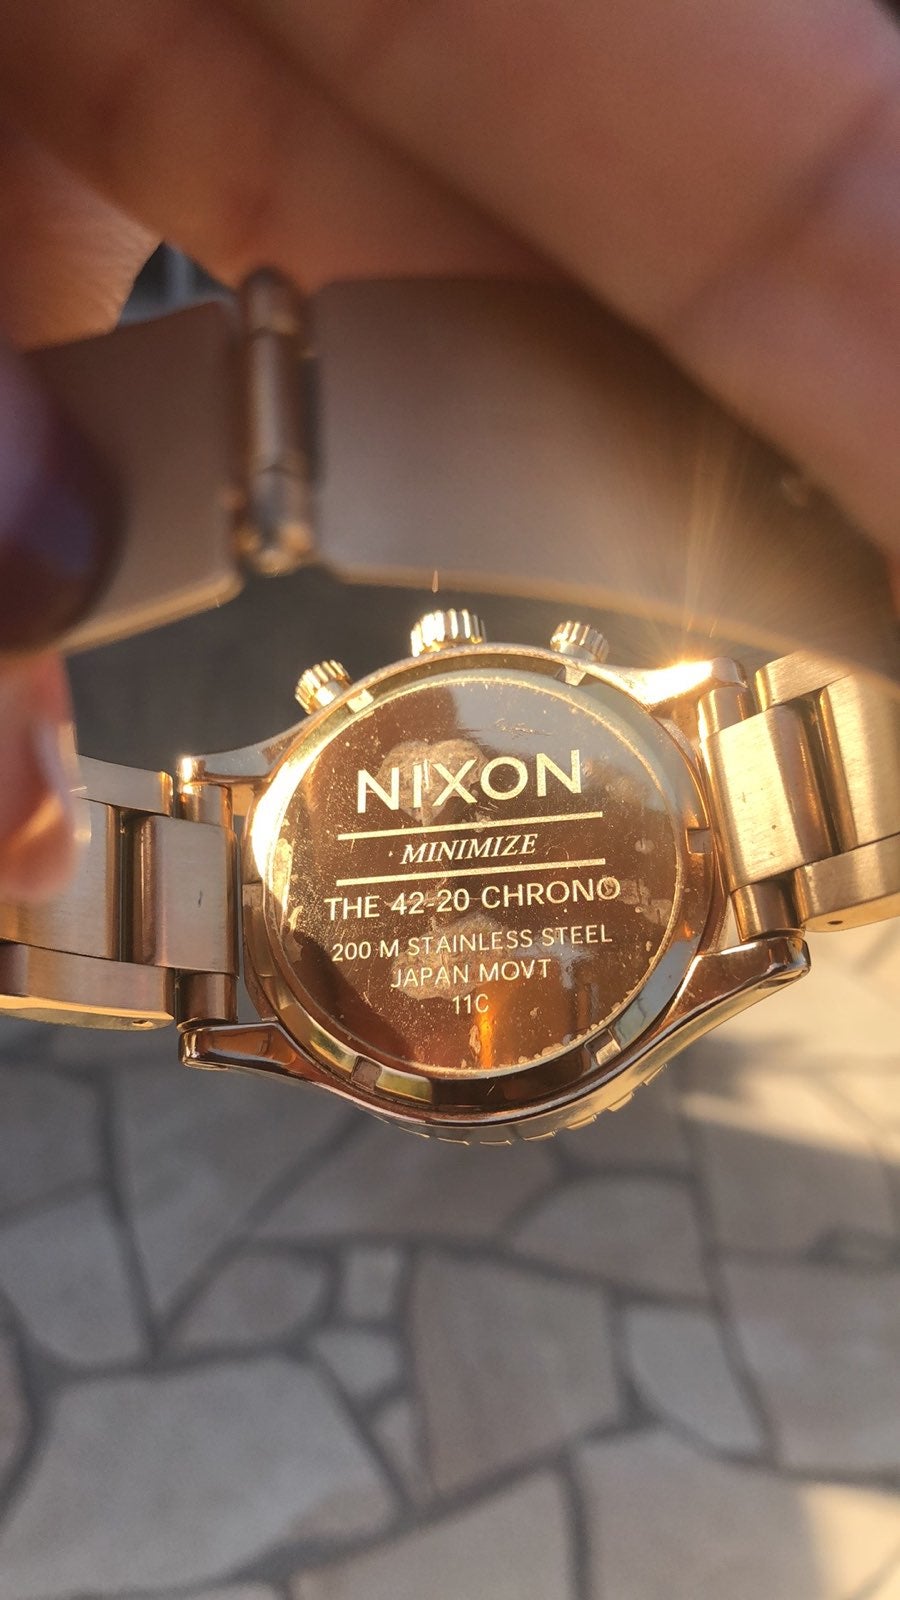 NIXON
MINIMIZE
THE 42-20 CHRONO
200 M STAINLESS STEEL
JAPAN MOVT
11C